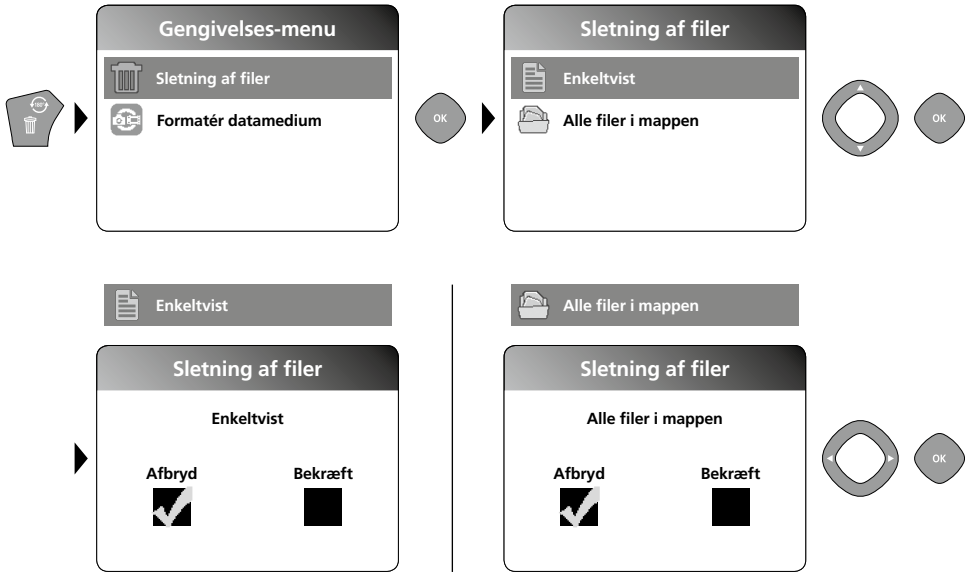 Gengivelses-menu
180°
Sletning af filer
Formatér datamedium
OK
Sletning af filer
Enkeltvist
Alle filer i mappen
OK
Enkeltvist
Sletning af filer
Enkeltvist
Afbryd Bekræft
Alle filer i mappen
Sletning af filer
Alle filer i mappen
Afbryd Bekræft
OK